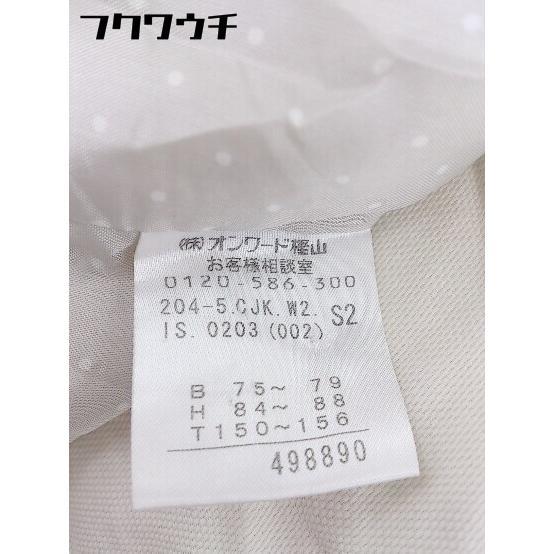 フクワウチ
(株)オンワード樫山
お客様相談室
0120-586-300
204-5.CJK.W2. S2
IS.0203(002)
B 75～ 79
H 84～ 88
T150～156
498890